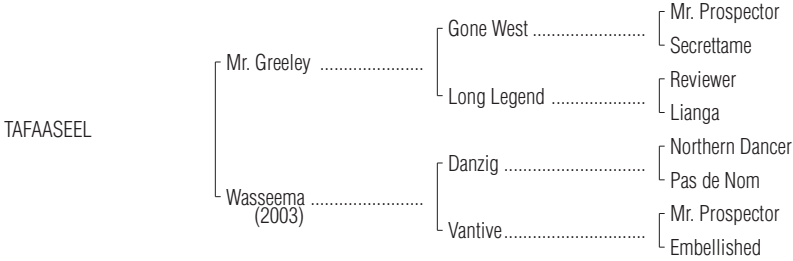 Mr. Prospector
Gone West ........................
Secrettame
Mr. Greeley ......................
Reviewer
Long Legend ....................
Lianga
TAFAASEEL
Northern Dancer
Danzig ..............................
Pas de Nom
Wasseema ........................
(2003)
Mr. Prospector
Vantive..............................
Embellished